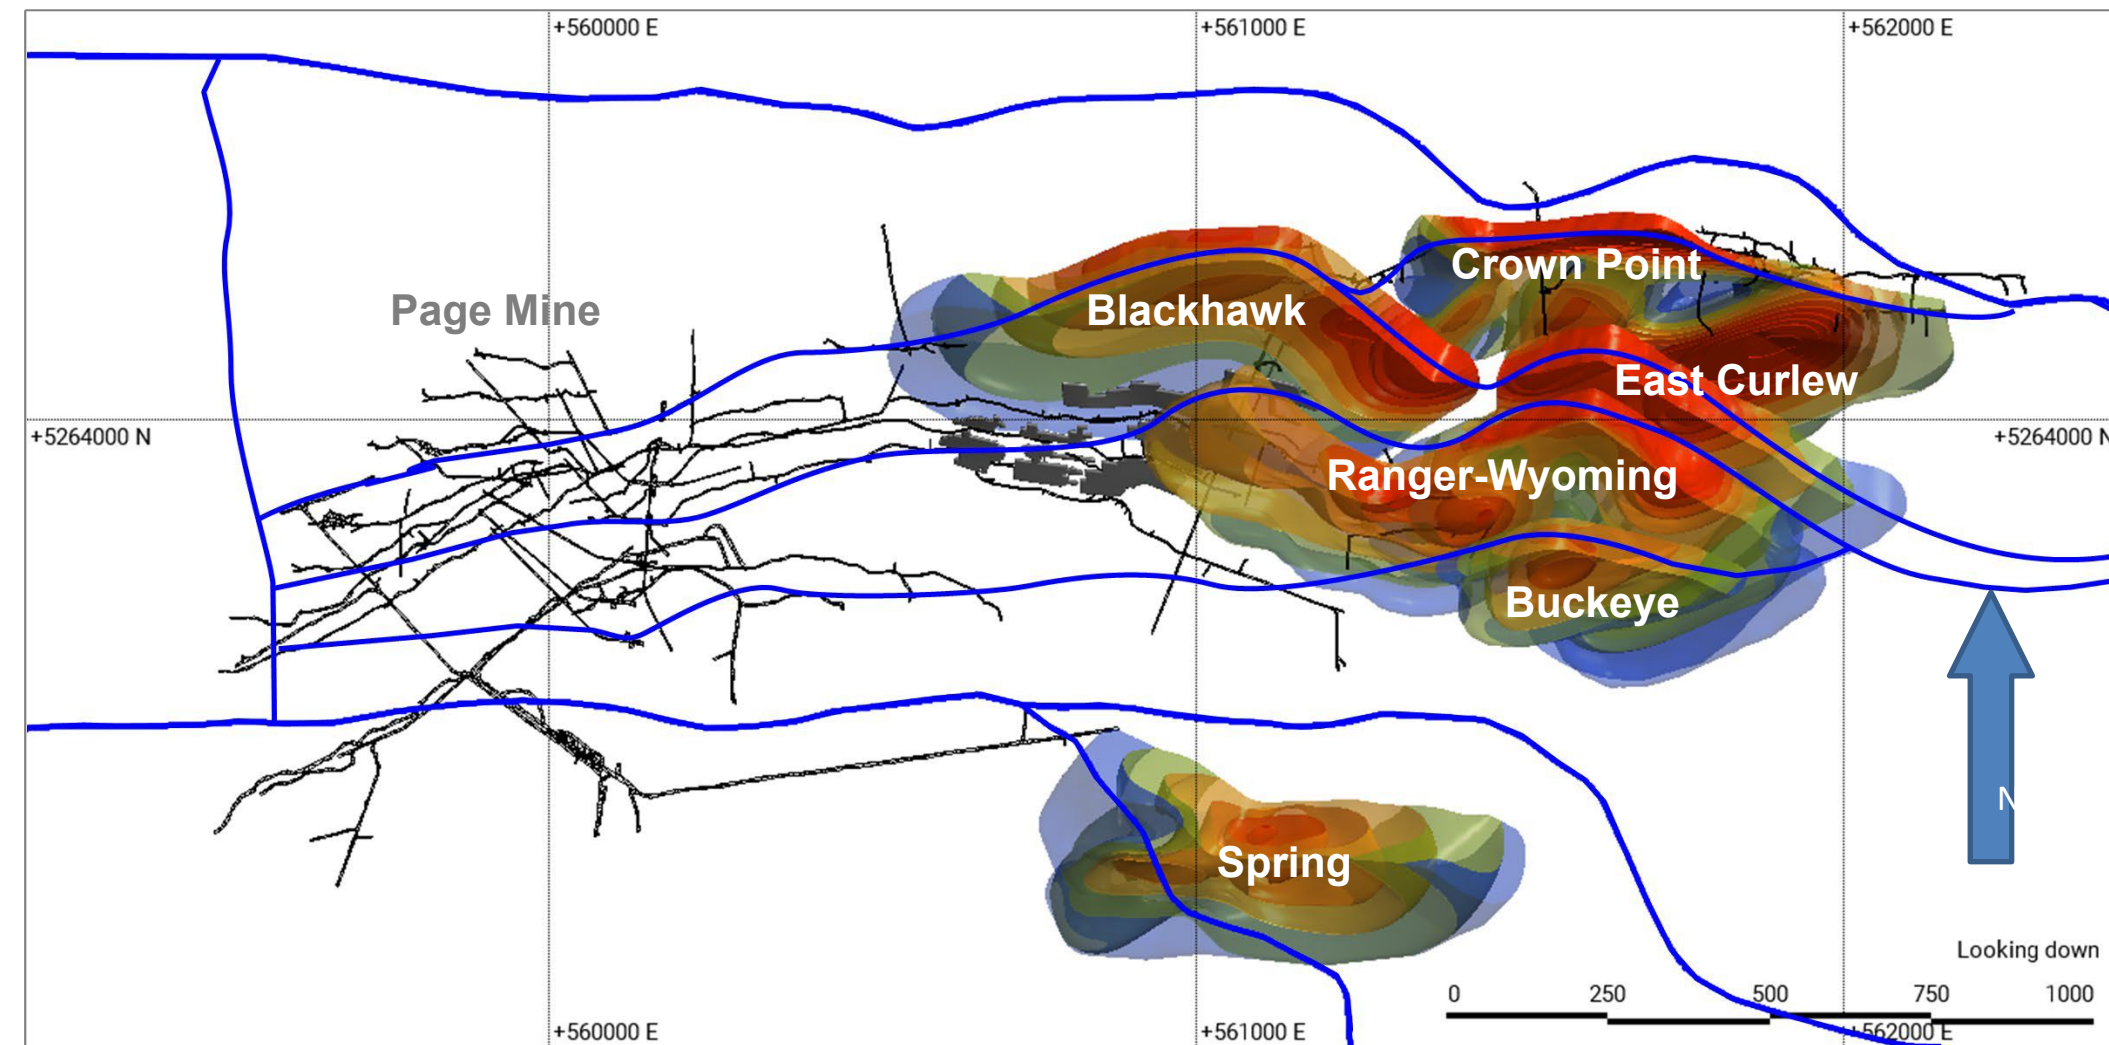 +560000 E
+561000 E
+562000 E
Crown Point
Blackhawk
Page Mine
East Curlew
+5264000 N
+5264000 N
Ranger-Wyoming
Buckeye
N
Spring
Looking down
0 250 500 750 1000
+560000 E
+561000 E
+562000 E